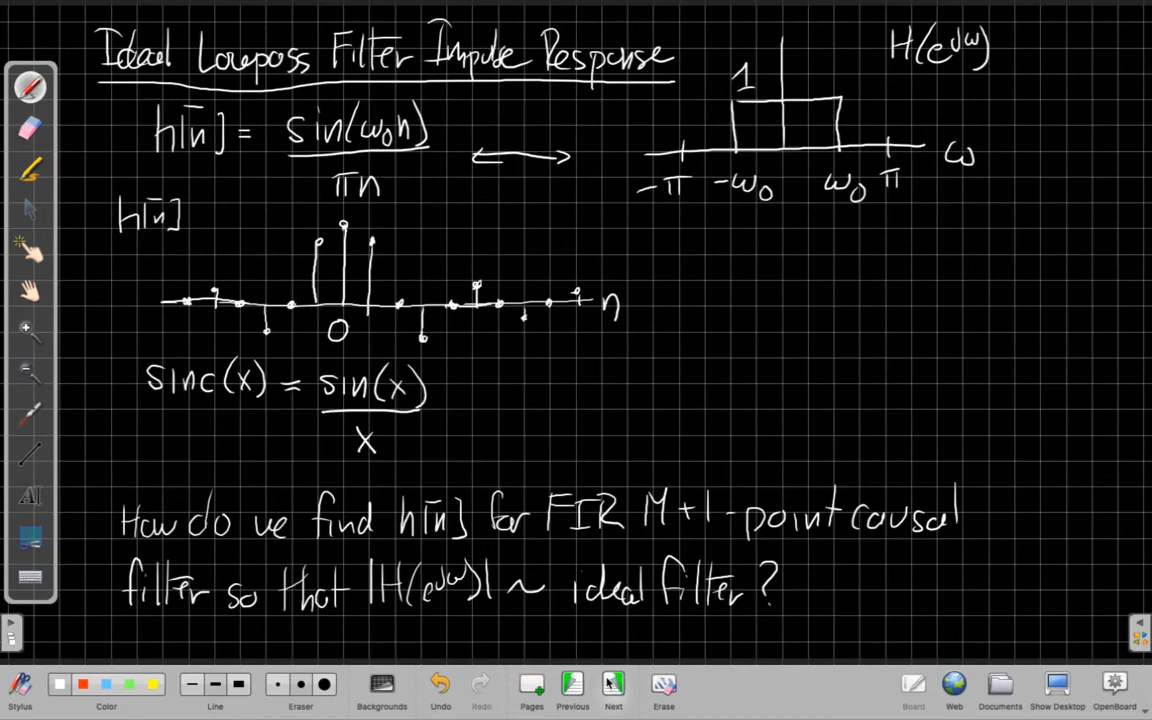 Ideal Lowpass Filter Impulse Response
H(e^jω)
1
h[n] = sin(ω0n) / πn
-π -ω0 ω0 π ω
h[n]
0 n
sinc(x) = sin(x) / x
How do we find h[n] for FIR M+1-point causal
filter so that |H(e^jω)| ~ ideal filter?
Stylus Color Line Eraser Backgrounds Undo Redo Pages Previous Next Erase Board Web Documents Show Desktop OpenBoard